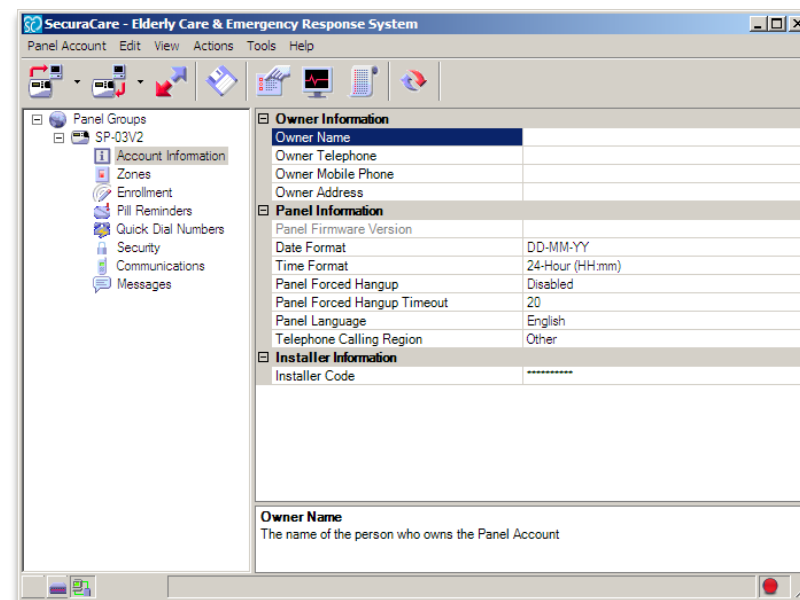 SecuraCare - Elderly Care & Emergency Response System
Panel Account Edit View Actions Tools Help
Panel Groups
SP-03V2
Account Information
Zones
Enrollment
Pill Reminders
Quick Dial Numbers
Security
Communications
Messages
Owner Information
Owner Name
Owner Telephone
Owner Mobile Phone
Owner Address
Panel Information
Panel Firmware Version
Date Format DD-MM-YY
Time Format 24-Hour (HH:mm)
Panel Forced Hangup Disabled
Panel Forced Hangup Timeout 20
Panel Language English
Telephone Calling Region Other
Installer Information
Installer Code **********
Owner Name
The name of the person who owns the Panel Account